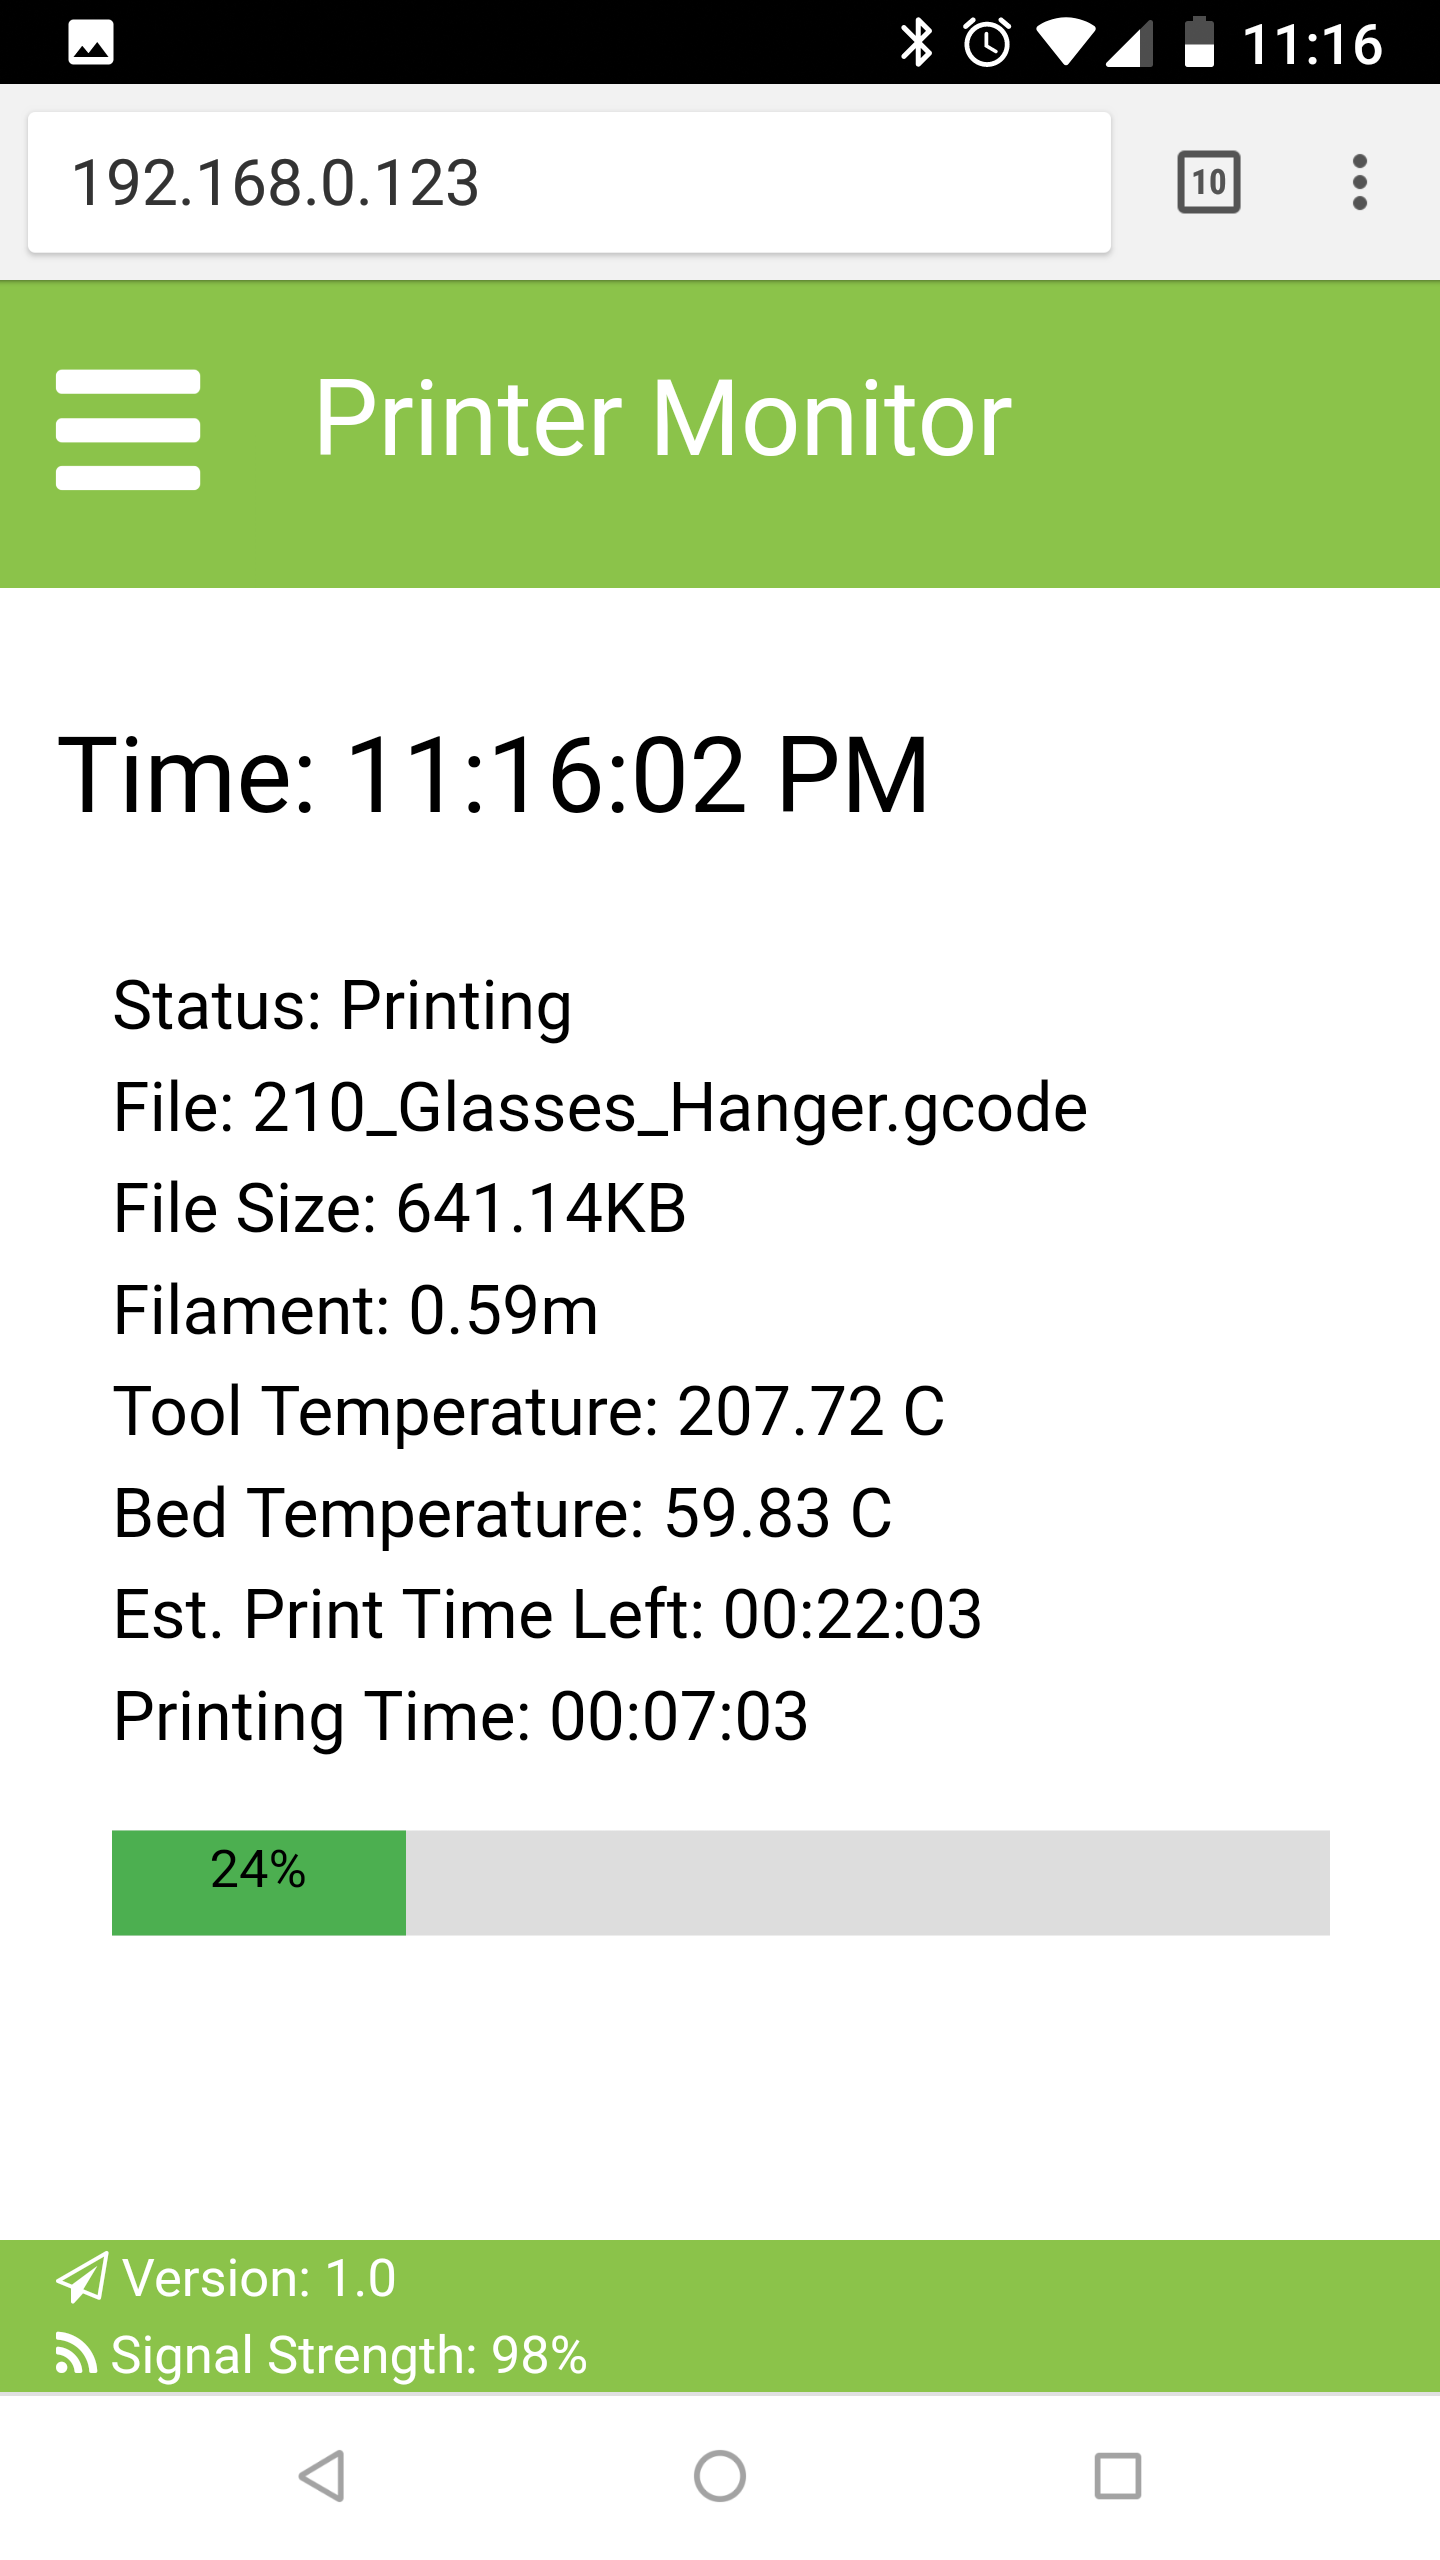 11:16
192.168.0.123
10
Printer Monitor
Time: 11:16:02 PM
Status: Printing
File: 210_Glasses_Hanger.gcode
File Size: 641.14KB
Filament: 0.59m
Tool Temperature: 207.72 C
Bed Temperature: 59.83 C
Est. Print Time Left: 00:22:03
Printing Time: 00:07:03
24%
Version: 1.0
Signal Strength: 98%